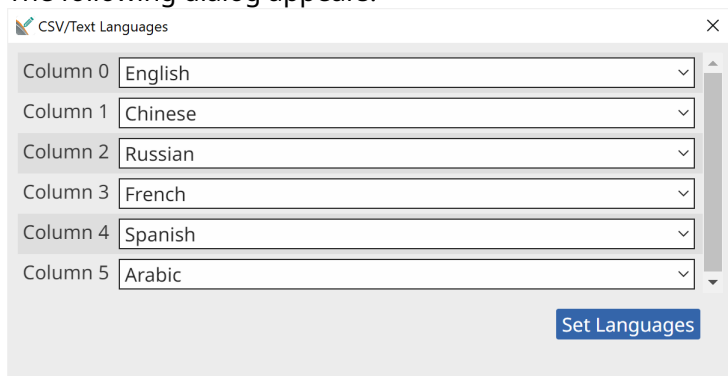 The following dialog appears:
CSV/Text Languages
Column 0 English
Column 1 Chinese
Column 2 Russian
Column 3 French
Column 4 Spanish
Column 5 Arabic
Set Languages